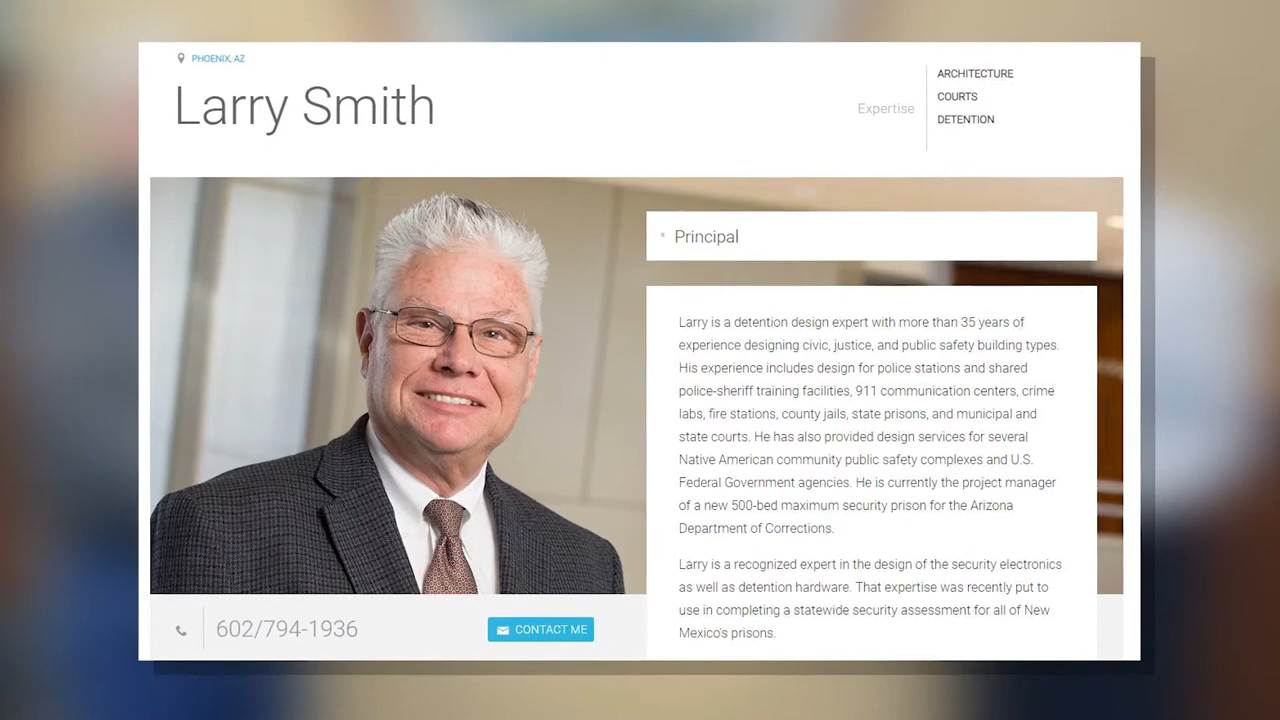 PHOENIX, AZ
Larry Smith
Expertise
ARCHITECTURE
COURTS
DETENTION
Principal
Larry is a detention design expert with more than 35 years of
experience designing civic, justice, and public safety building types.
His experience includes design for police stations and shared
police-sheriff training facilities, 911 communication centers, crime
labs, fire stations, county jails, state prisons, and municipal and
state courts. He has also provided design services for several
Native American community public safety complexes and U.S.
Federal Government agencies. He is currently the project manager
of a new 500-bed maximum security prison for the Arizona
Department of Corrections.
Larry is a recognized expert in the design of the security electronics
as well as detention hardware. That expertise was recently put to
use in completing a statewide security assessment for all of New
Mexico's prisons.
602/794-1936
CONTACT ME